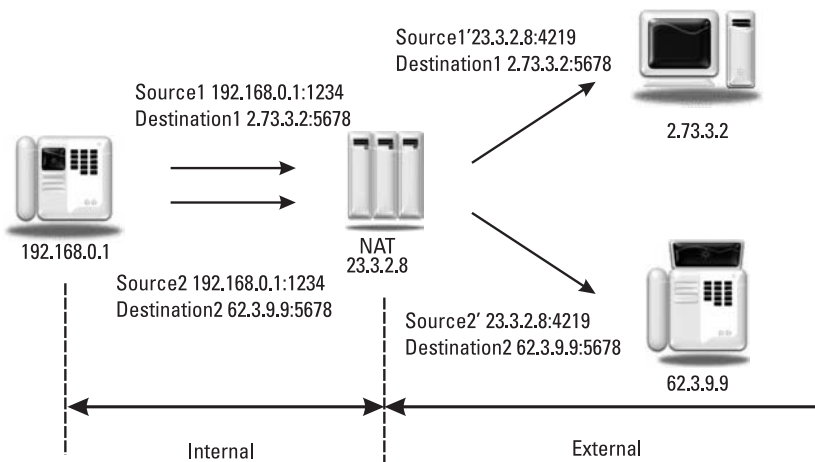 Source1'23.3.2.8:4219
Destination1 2.73.3.2:5678
Source1 192.168.0.1:1234
Destination1 2.73.3.2:5678
2.73.3.2
192.168.0.1
NAT
23.3.2.8
Source2 192.168.0.1:1234
Destination2 62.3.9.9:5678
Source2’ 23.3.2.8:4219
Destination2 62.3.9.9:5678
62.3.9.9
Internal
External